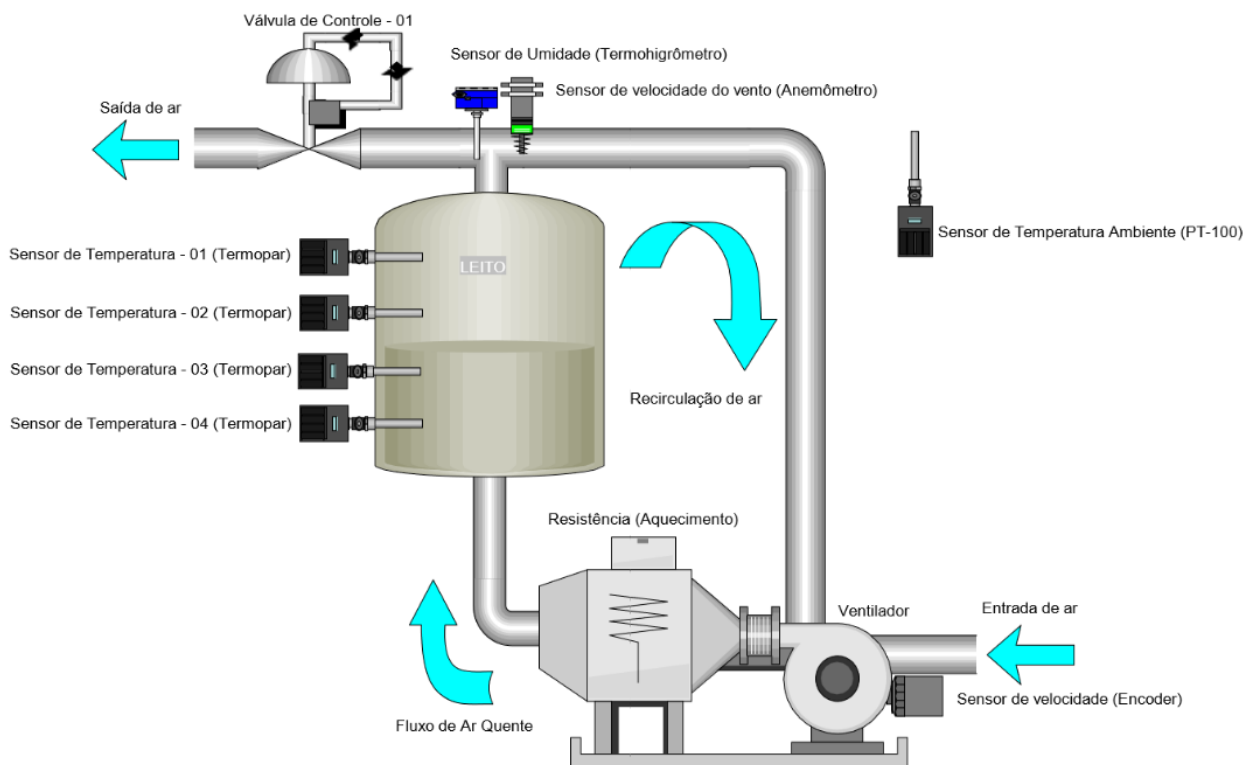 Válvula de Controle - 01
Sensor de Umidade (Termohigrômetro)
Sensor de velocidade do vento (Anemômetro)
Saída de ar
Sensor de Temperatura Ambiente (PT-100)
Sensor de Temperatura - 01 (Termopar)
LEITO
Sensor de Temperatura - 02 (Termopar)
Sensor de Temperatura - 03 (Termopar)
Recirculação de ar
Sensor de Temperatura - 04 (Termopar)
Resistência (Aquecimento)
Ventilador
Entrada de ar
Sensor de velocidade (Encoder)
Fluxo de Ar Quente